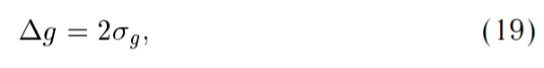 Δg = 2σ_g, (19)